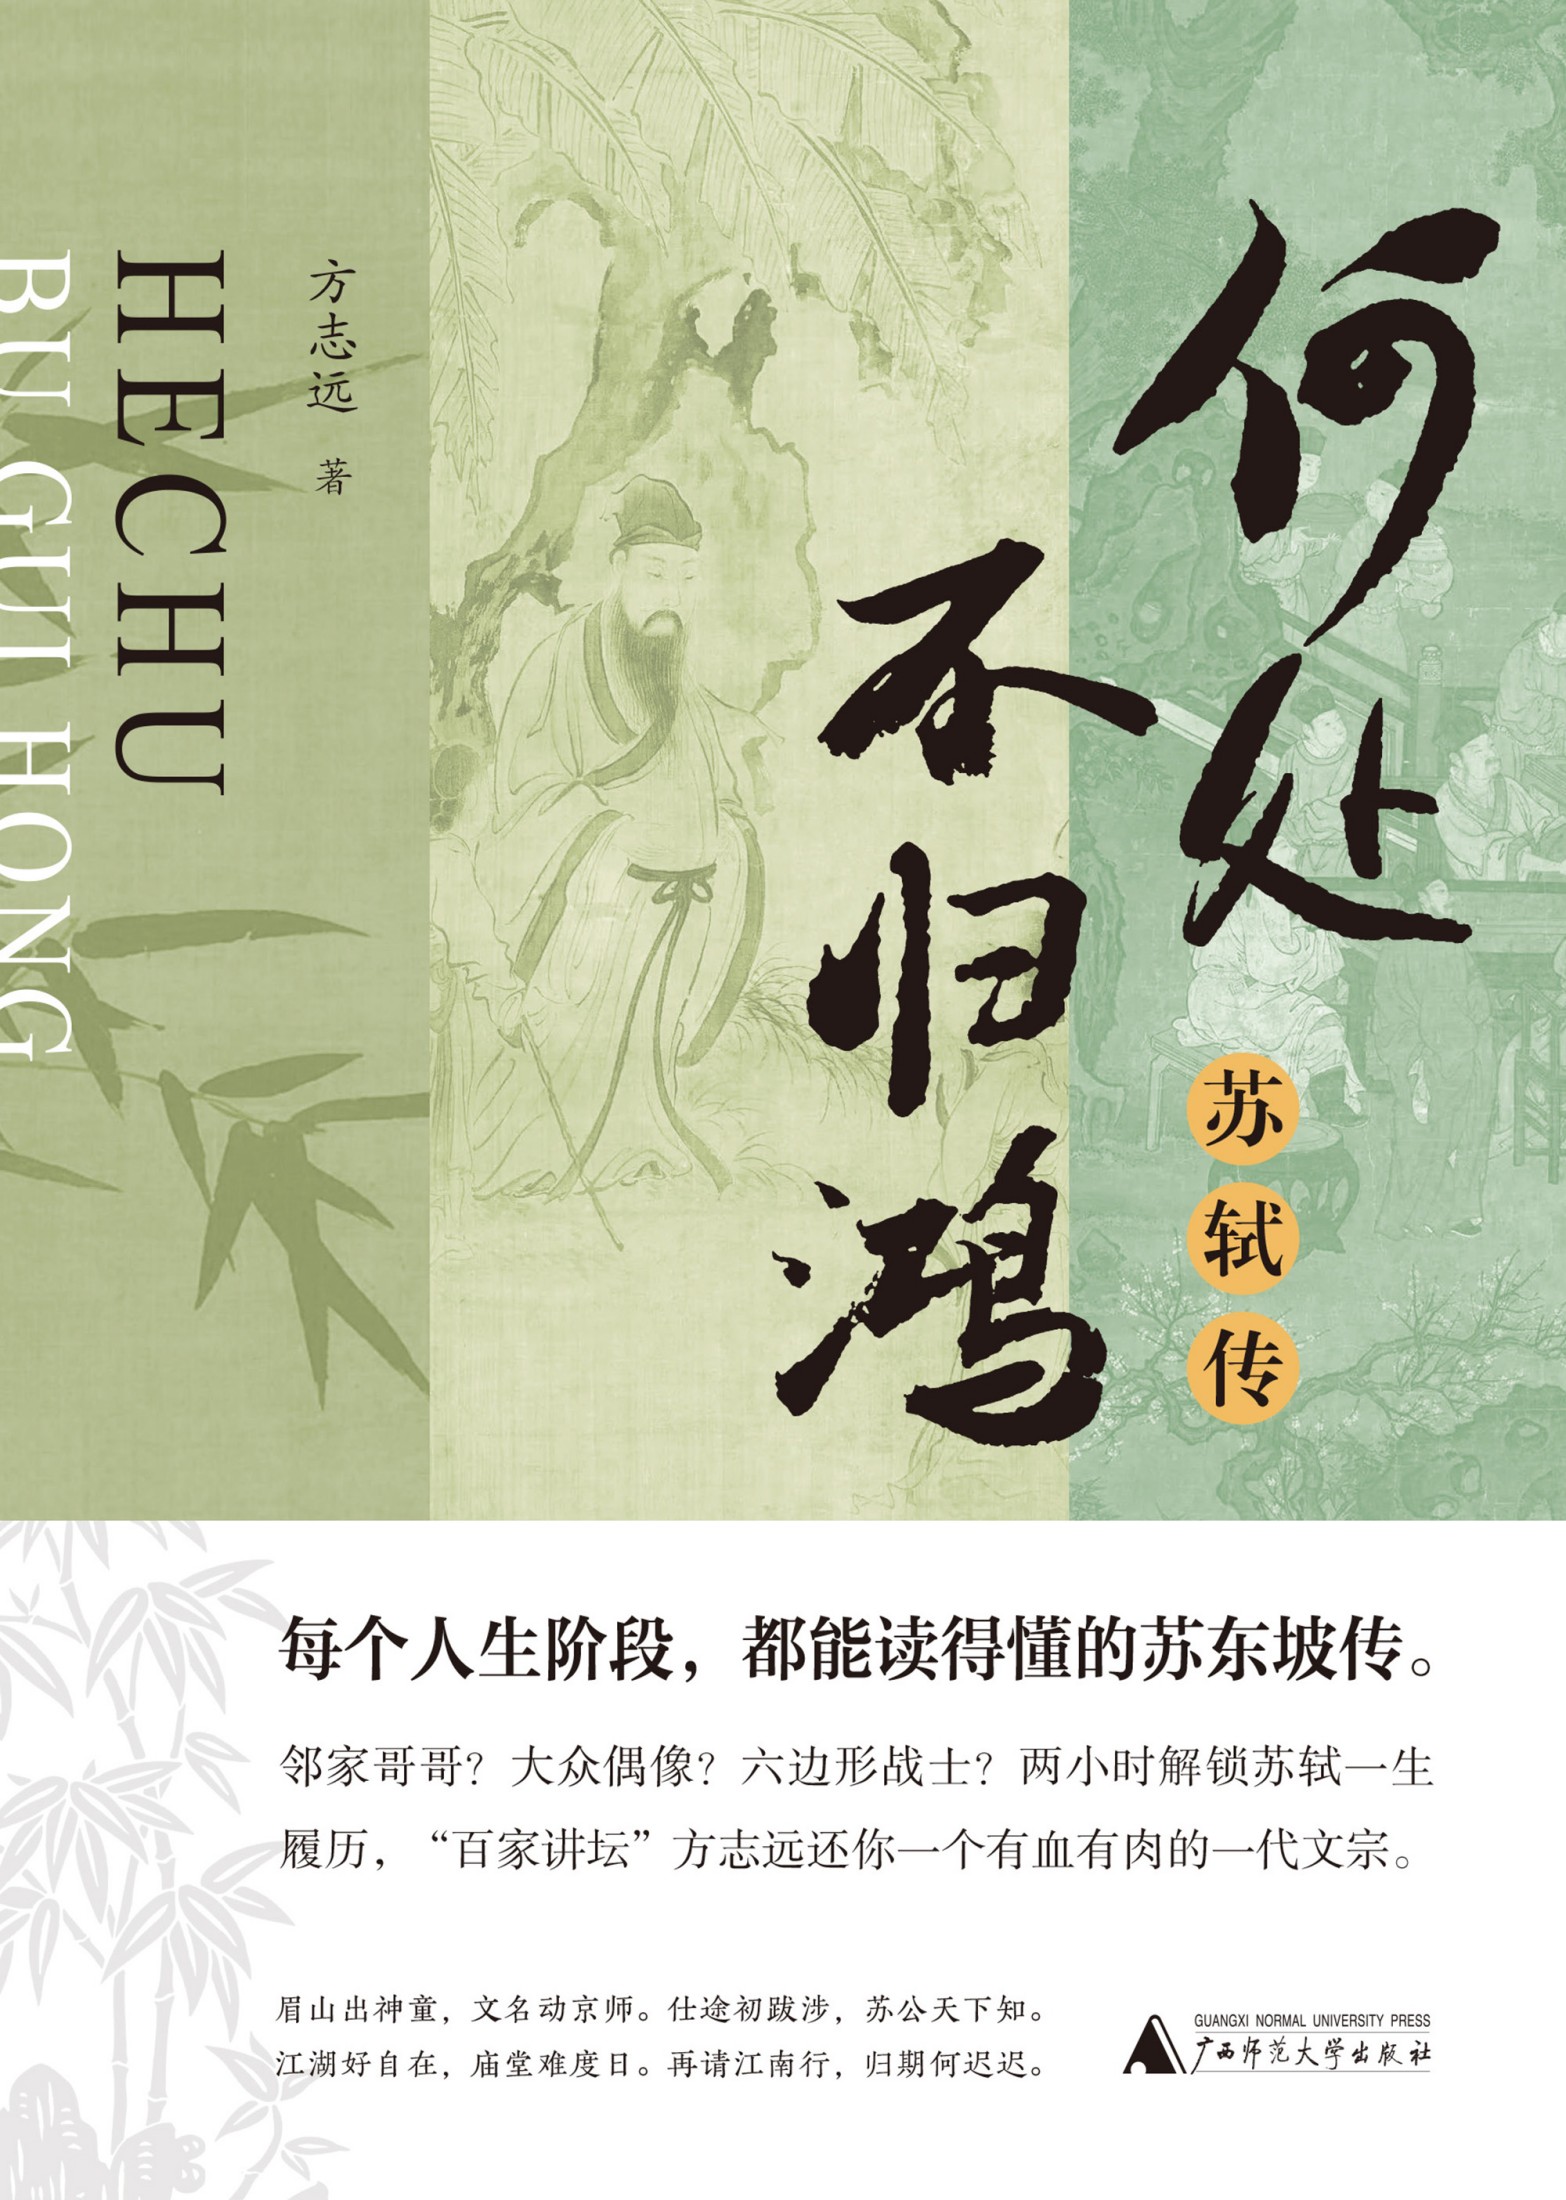 何处
不归鸿
苏轼传
方志远 著
HECHU
BU GUI HONG
每个人生阶段，都能读得懂的苏东坡传。
邻家哥哥？大众偶像？六边形战士？两小时解锁苏轼一生
履历，“百家讲坛”方志远还你一个有血有肉的一代文宗。
眉山出神童，文名动京师。仕途初跋涉，苏公天下知。
江湖好自在，庙堂难度日。再请江南行，归期何迟迟。
GUANGXI NORMAL UNIVERSITY PRESS
广西师范大学出版社